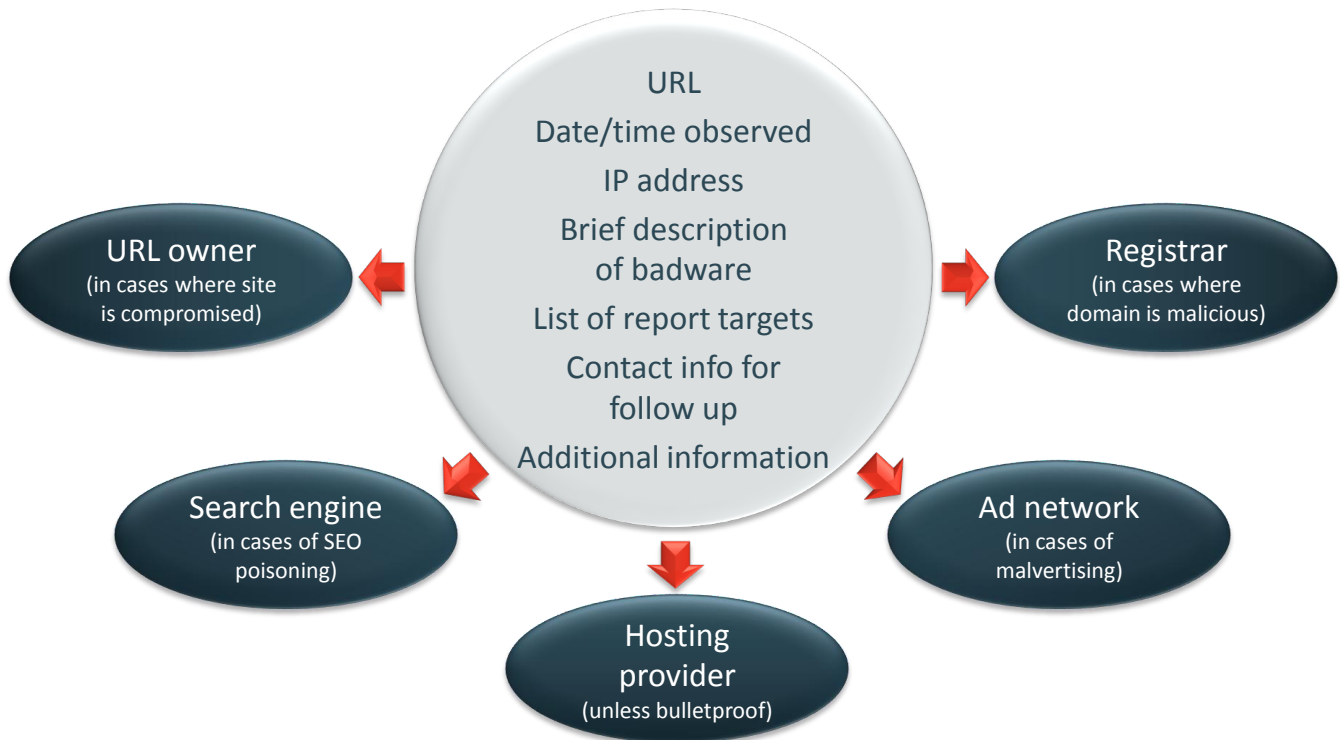 URL
Date/time observed
IP address
Brief description
of badware
List of report targets
Contact info for
follow up
Additional information
URL owner
(in cases where site
is compromised)
Registrar
(in cases where
domain is malicious)
Search engine
(in cases of SEO
poisoning)
Ad network
(in cases of
malvertising)
Hosting
provider
(unless bulletproof)